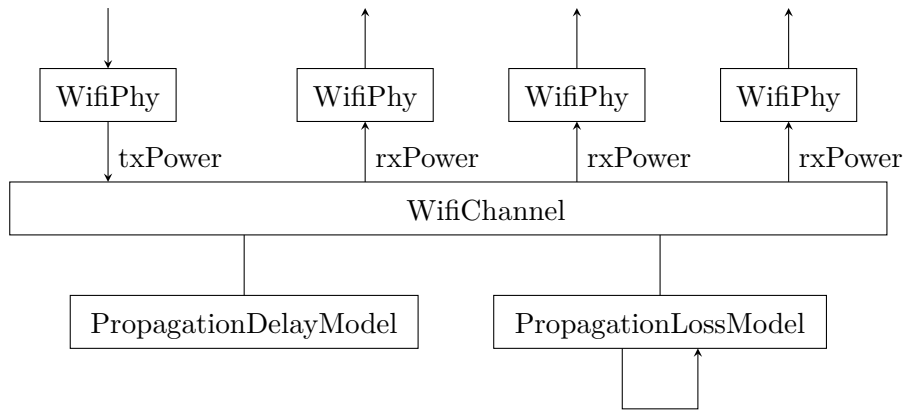 WifiPhy WifiPhy WifiPhy WifiPhy
txPower rxPower rxPower rxPower
WifiChannel
PropagationDelayModel PropagationLossModel